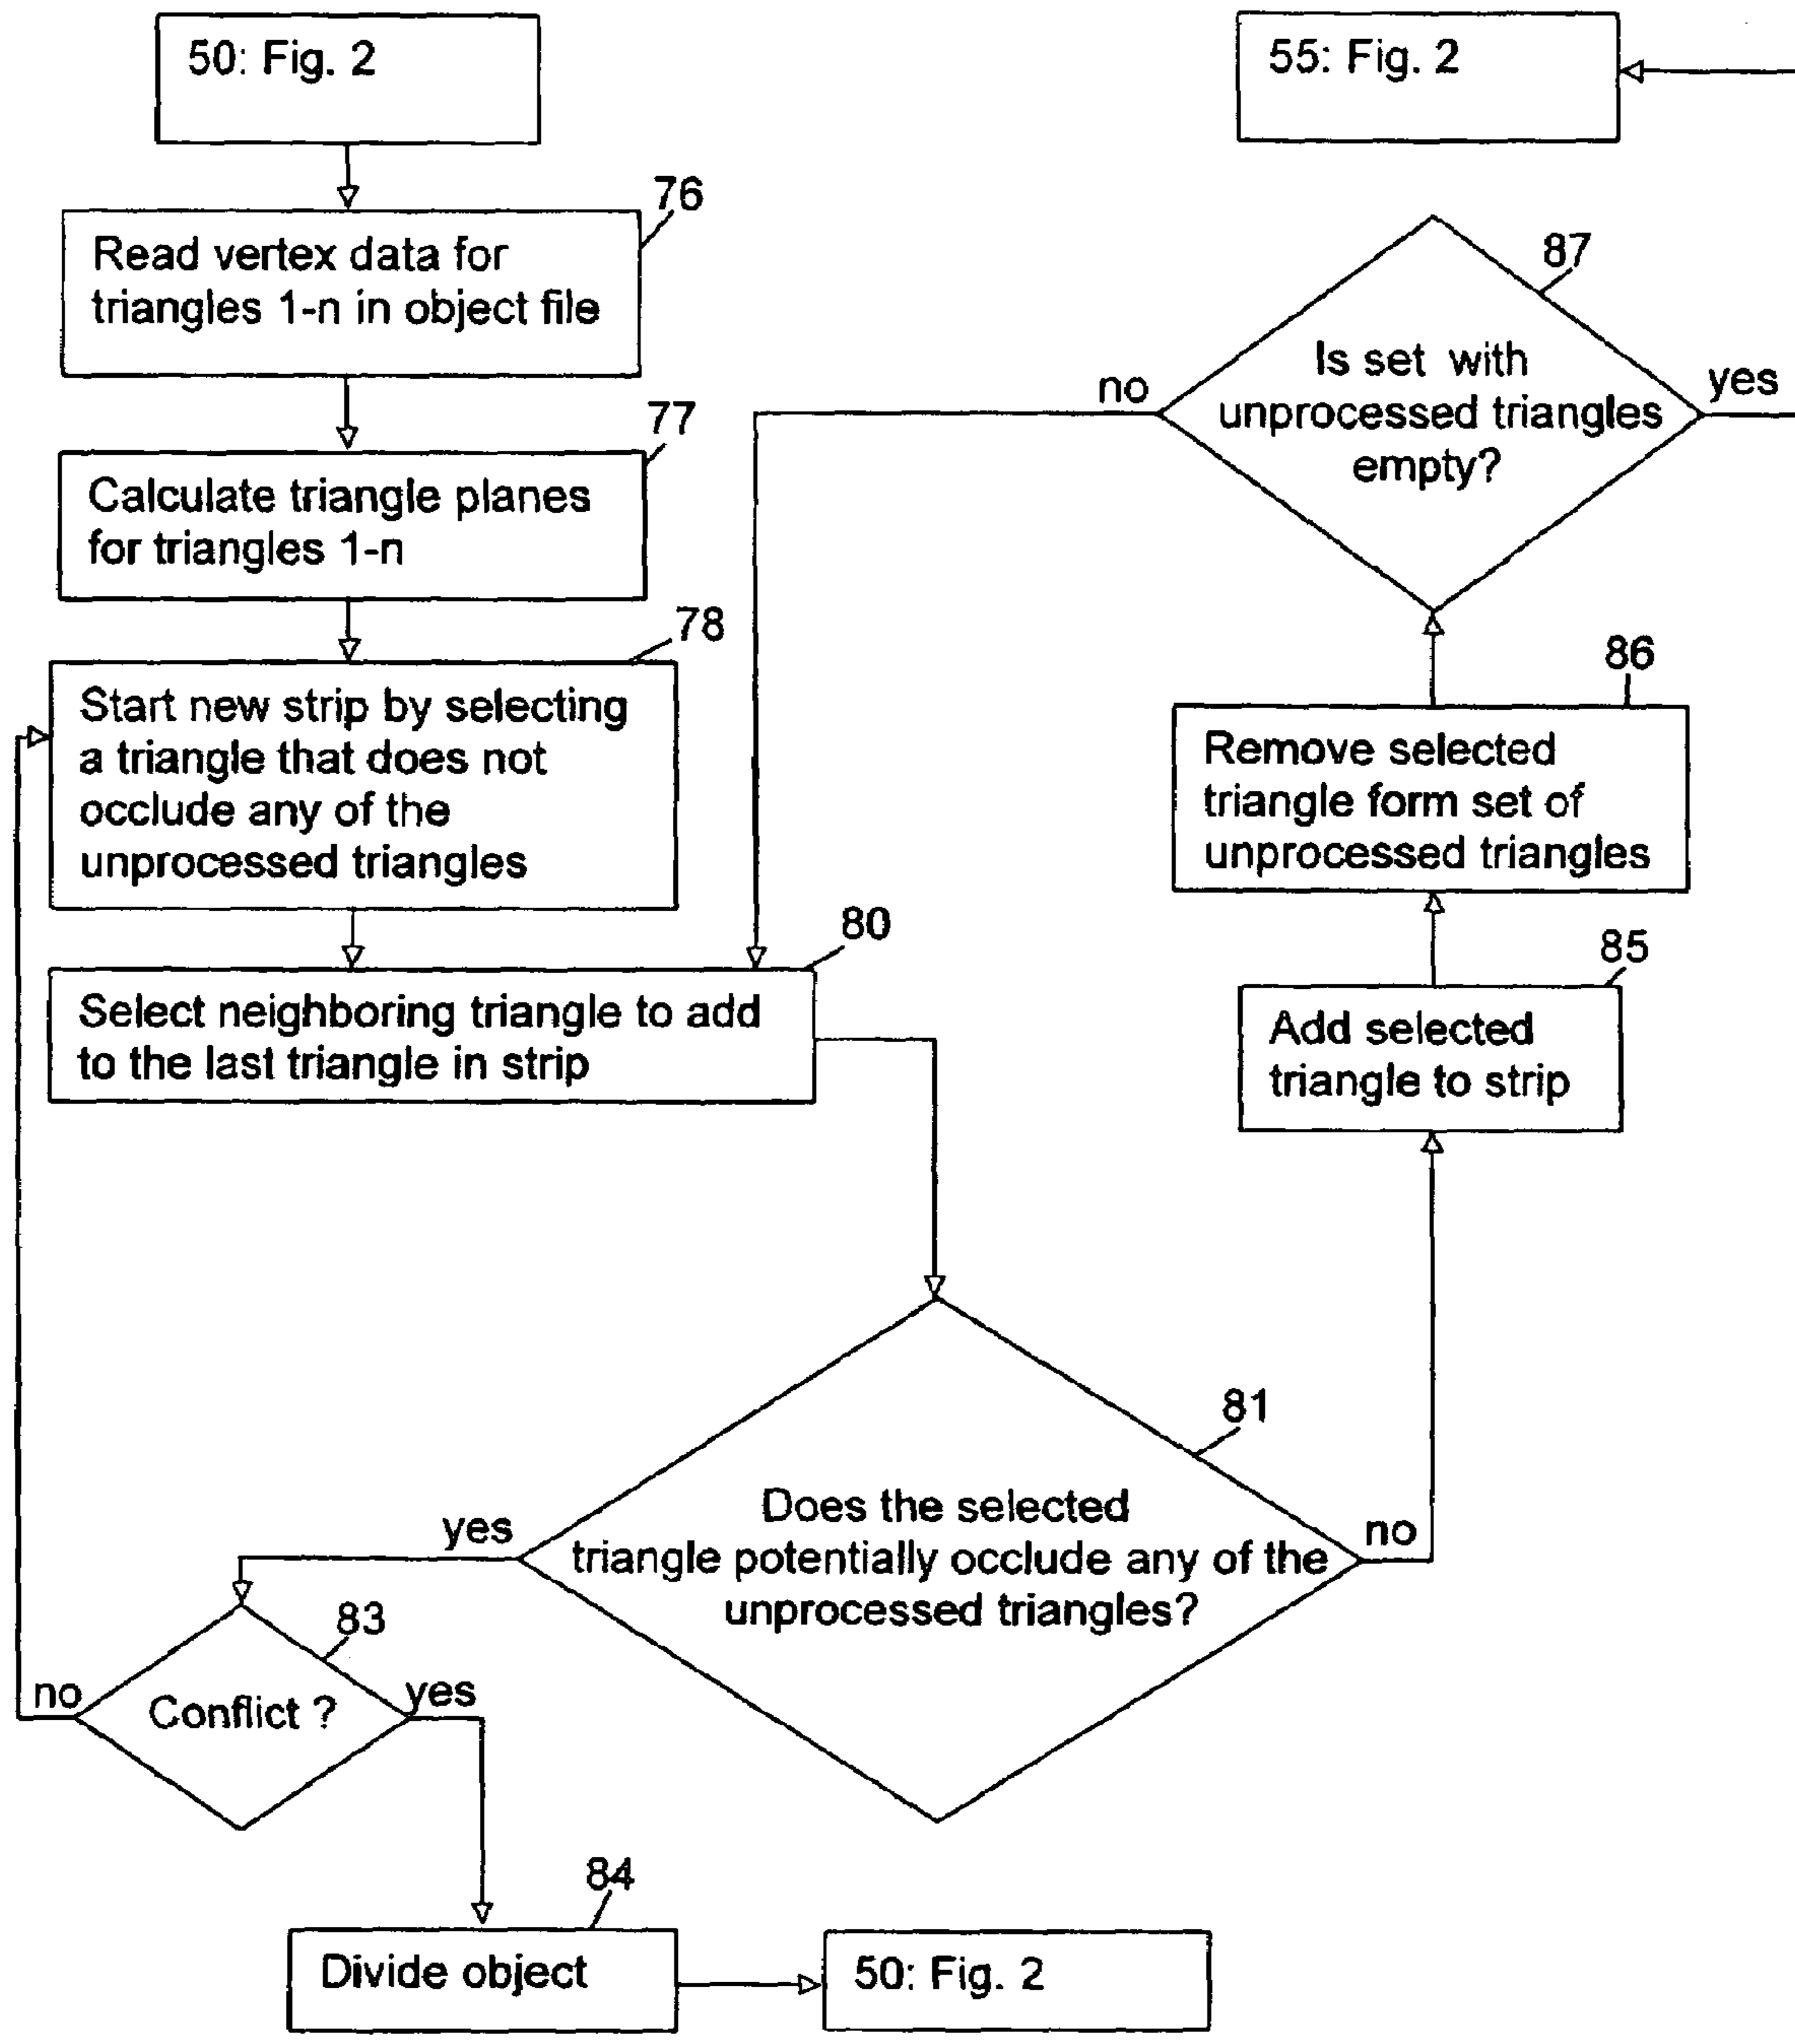 50: Fig. 2
76
Read vertex data for
triangles 1-n in object file
77
Calculate triangle planes
for triangles 1-n
78
Start new strip by selecting
a triangle that does not
occlude any of the
unprocessed triangles
80
Select neighboring triangle to add
to the last triangle in strip
81
Does the selected
triangle potentially occlude any of the
unprocessed triangles?
yes
no
83
Conflict ?
no
yes
84
Divide object
50: Fig. 2
85
Add selected
triangle to strip
86
Remove selected
triangle form set of
unprocessed triangles
87
Is set with
unprocessed triangles
empty?
no
yes
55: Fig. 2